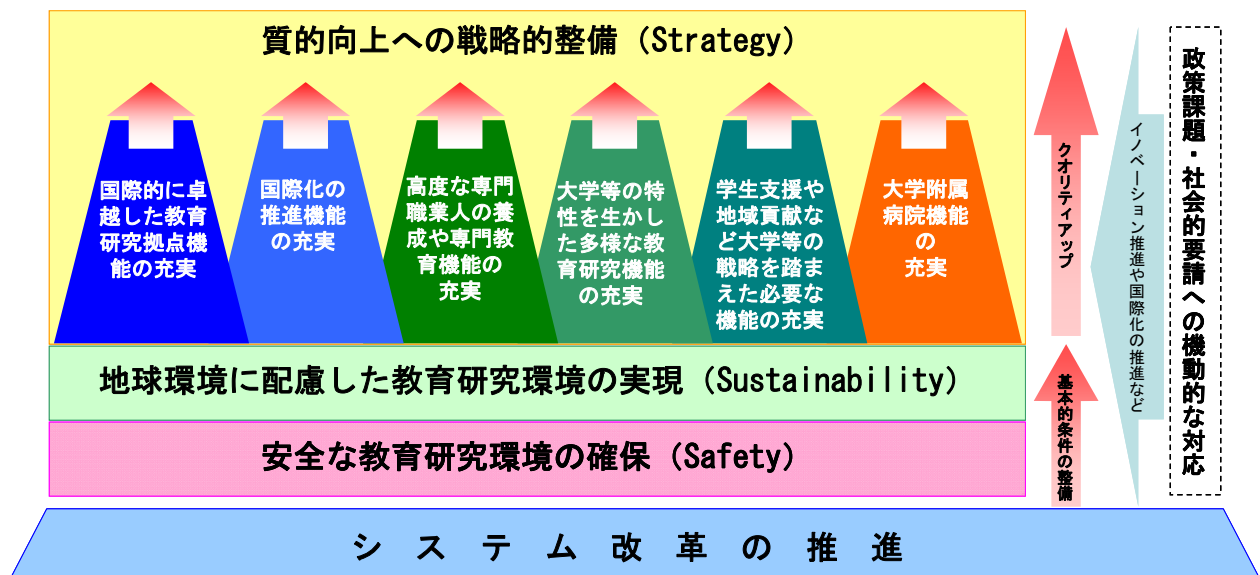 質的向上への戦略的整備（Strategy）
国際的に卓
越した教育
研究拠点機
能の充実
国際化の
推進機能
の充実
高度な専門
職業人の養
成や専門教
育機能の
充実
大学等の特
性を生かし
た多様な教
育研究機能
の充実
学生支援や
地域貢献な
ど大学等の
戦略を踏ま
えた必要な
機能の充実
大学附属
病院機能
の
充実
地球環境に配慮した教育研究環境の実現（Sustainability）
安全な教育研究環境の確保（Safety）
システム改革の推進
クオリティアップ
基本的条件の整備
イノベーション推進や国際化の推進など
政策課題・社会的要請への機動的な対応